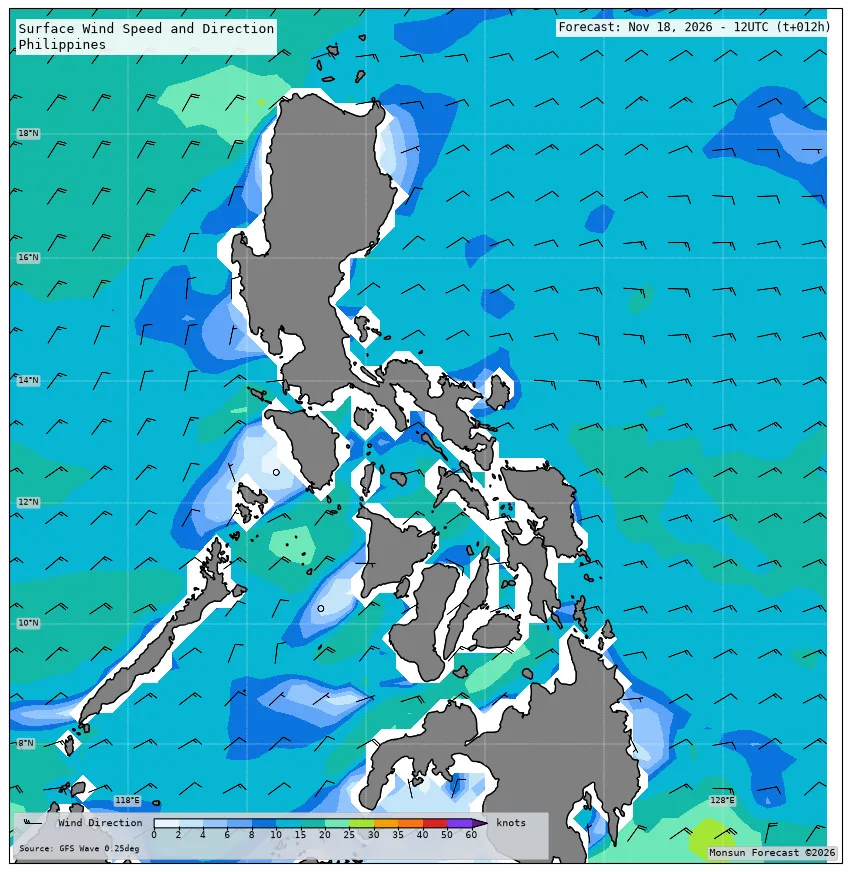 Surface Wind Speed and Direction
Philippines
Forecast: Nov 18, 2026 - 12UTC (t+012h)
18°N
16°N
14°N
12°N
10°N
8°N
118°E
128°E
Wind Direction
0 2 4 6 8 10 15 20 25 30 35 40 50 60
knots
Source: GFS Wave 0.25deg
Monsun Forecast ©2026